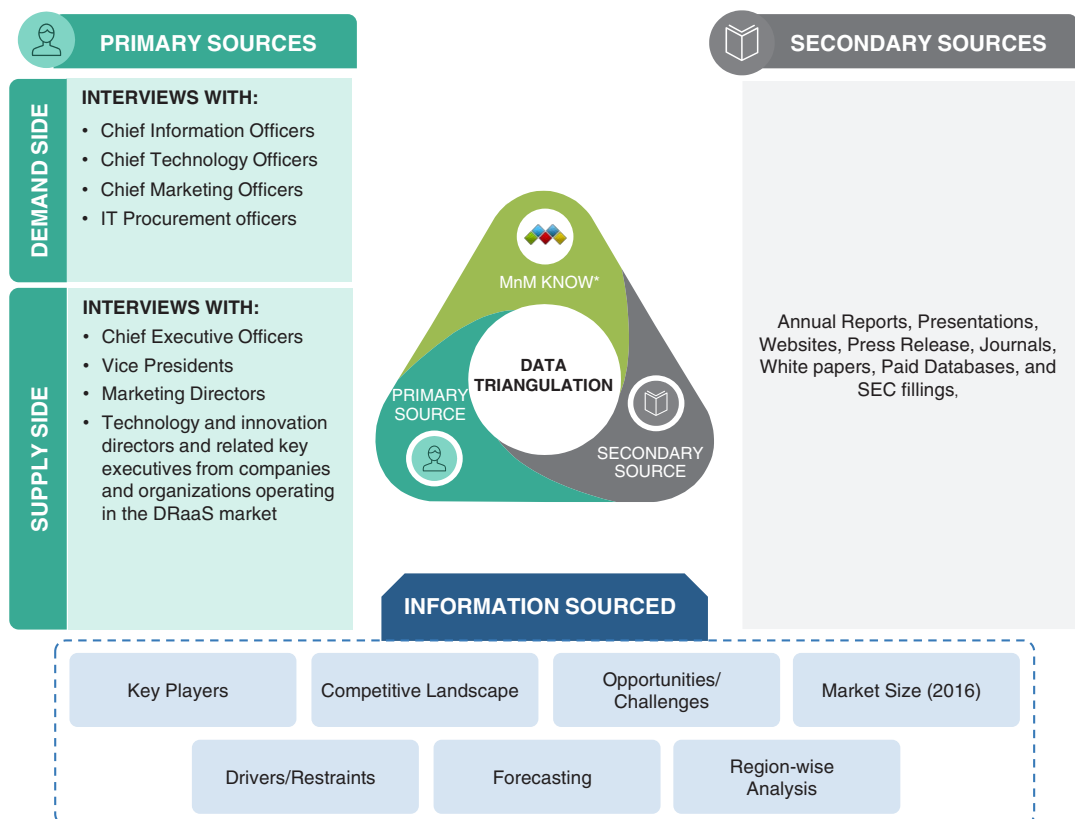 PRIMARY SOURCES
DEMAND SIDE
INTERVIEWS WITH:
• Chief Information Officers
• Chief Technology Officers
• Chief Marketing Officers
• IT Procurement officers
SUPPLY SIDE
INTERVIEWS WITH:
• Chief Executive Officers
• Vice Presidents
• Marketing Directors
• Technology and innovation
directors and related key
executives from companies
and organizations operating
in the DRaaS market
MnM KNOW*
DATA
TRIANGULATION
PRIMARY
SOURCE
SECONDARY
SOURCE
SECONDARY SOURCES
Annual Reports, Presentations,
Websites, Press Release, Journals,
White papers, Paid Databases, and
SEC fillings,
INFORMATION SOURCED
Key Players
Competitive Landscape
Opportunities/
Challenges
Market Size (2016)
Drivers/Restraints
Forecasting
Region-wise
Analysis